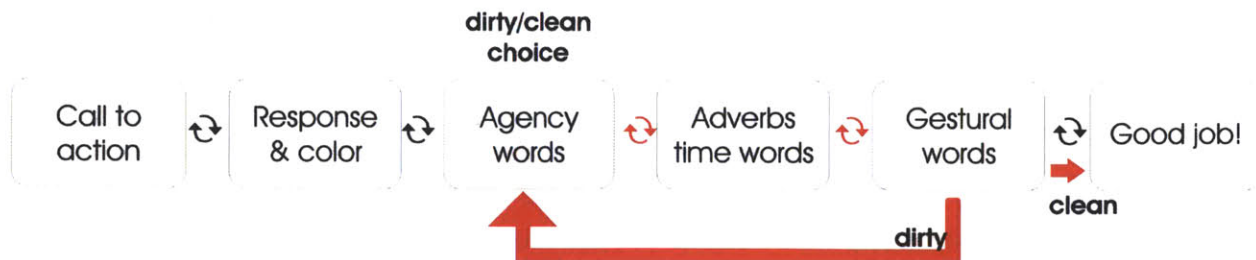 dirty/clean
choice
Call to
action
Response
& color
Agency
words
Adverbs
time words
Gestural
words
Good job!
clean
dirty